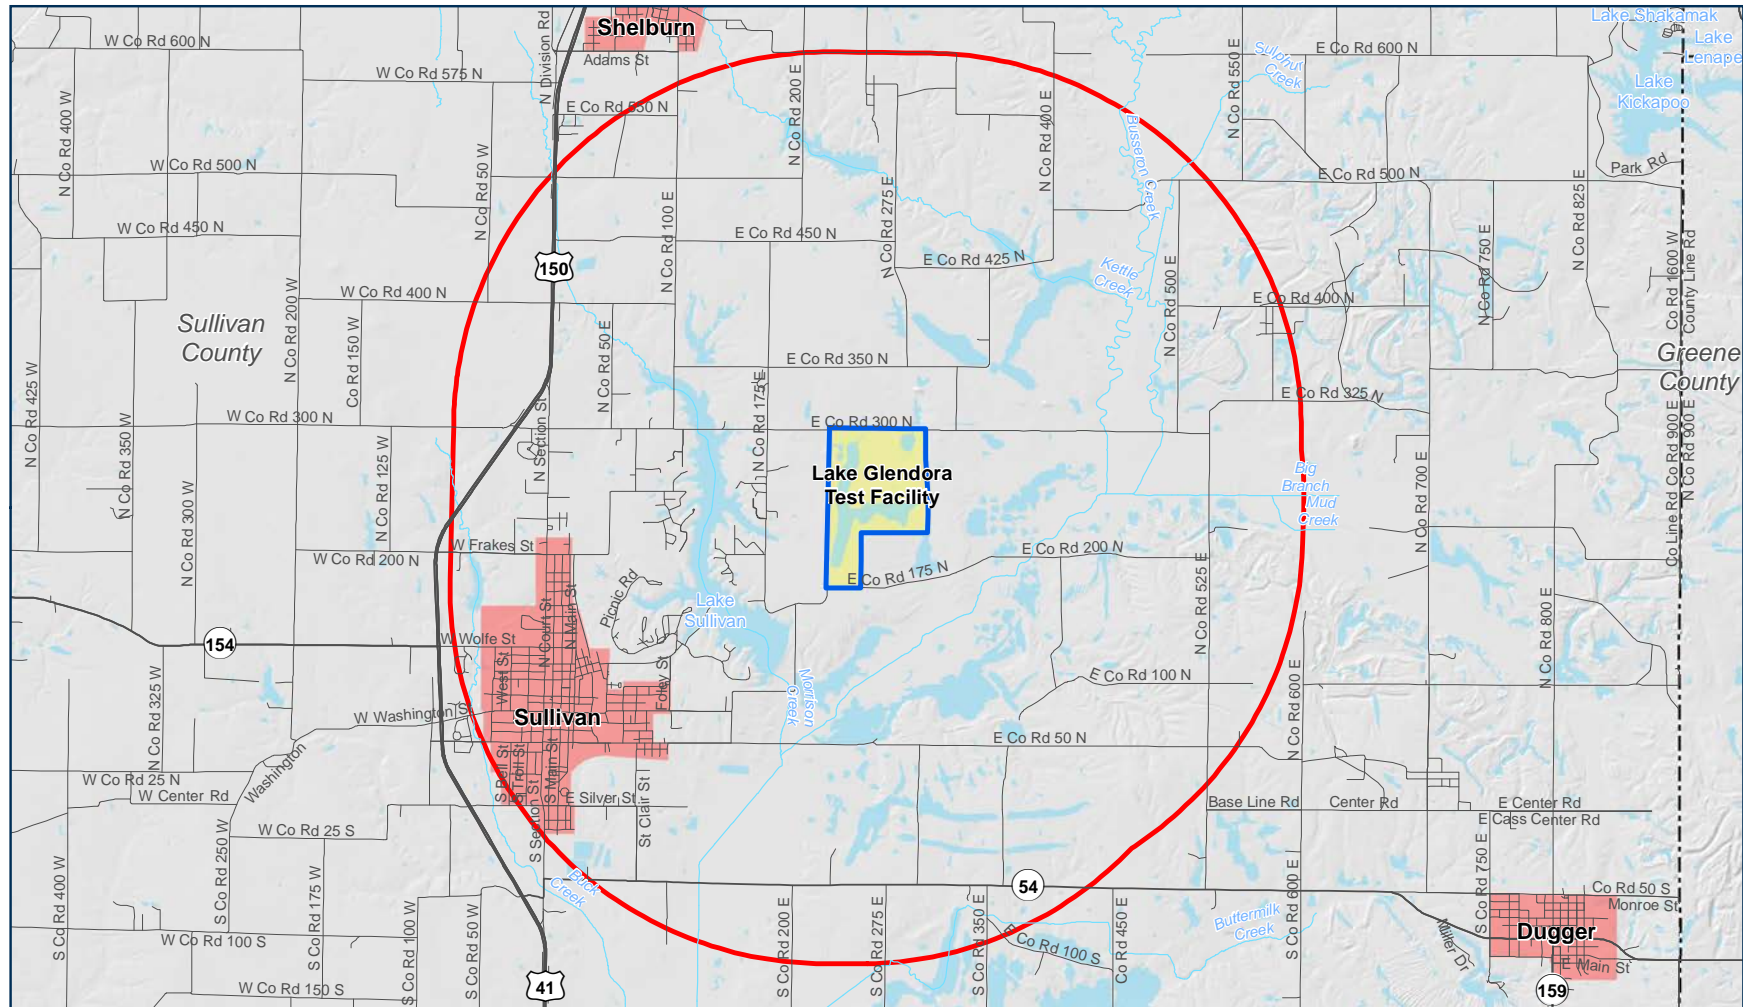 Shelburn
Lake Shakamak
Lake
Lenape
Lake
Kickapoo
W Co Rd 600 N
N Division Rd
Adams St
E Co Rd 600 N
Sulphur
Creek
W Co Rd 575 N
N Co Rd 200 E
N Co Rd 550 E
E Co Rd 550 N
N Co Rd 400 W
N Co Rd 400 E
Busseron Creek
W Co Rd 500 N
N Co Rd 50 W
E Co Rd 500 N
Park Rd
N Co Rd 825 E
W Co Rd 450 N
N Co Rd 100 E
E Co Rd 450 N
N Co Rd 275 E
E Co Rd 425 N
Kettle
Creek
N Co Rd 750 E
Co Rd 1600 W
County Line Rd
150
W Co Rd 400 N
N Co Rd 200 W
Co Rd 150 W
N Co Rd 50 E
N Co Rd 500 E
E Co Rd 400 N
Sullivan
County
Greene
County
E Co Rd 350 N
N Co Rd 425 W
N Co Rd 350 W
N Co Rd 175 E
E Co Rd 325 N
W Co Rd 300 N
N Section St
E Co Rd 300 N
Co Line Rd Co Rd 900 E
N Co Rd 900 E
N Co Rd 125 W
N Co Rd 300 W
Lake Glendora
Test Facility
Big
Branch
Mud
Creek
N Co Rd 700 E
W Frakes St
W Co Rd 200 N
E Co Rd 200 N
E Co Rd 175 N
N Co Rd 525 E
Picnic Rd
N Main St
N Court St
Lake
Sullivan
N Co Rd 800 E
154
W Wolfe St
West St
Foley St
Morrison
Creek
E Co Rd 100 N
N Co Rd 600 E
N Co Rd 325 W
W Washington St
Sullivan
E Co Rd 50 N
Washington
W Co Rd 25 N
W Center Rd
S Bell St
S Troll St
S Main St
S Section St
E Silver St
St Clair St
Base Line Rd
Center Rd
E Center Rd
E
Cass Center Rd
W Co Rd 25 S
S Co Rd 250 W
S Co Rd 400 W
S Co Rd 175 W
Buck
Creek
54
S Co Rd 750 E
Co Rd 50 S
Monroe St
S Co Rd 100 W
S Co Rd 50 W
S Co Rd 200 E
S Co Rd 275 E
S Co Rd 350 E
Co Rd 450 E
S Co Rd 600 E
Buttermilk
Creek
Miller Dr
Dugger
W Co Rd 100 S
E Co Rd 100 S
E Main St
W Co Rd 150 S
41
159